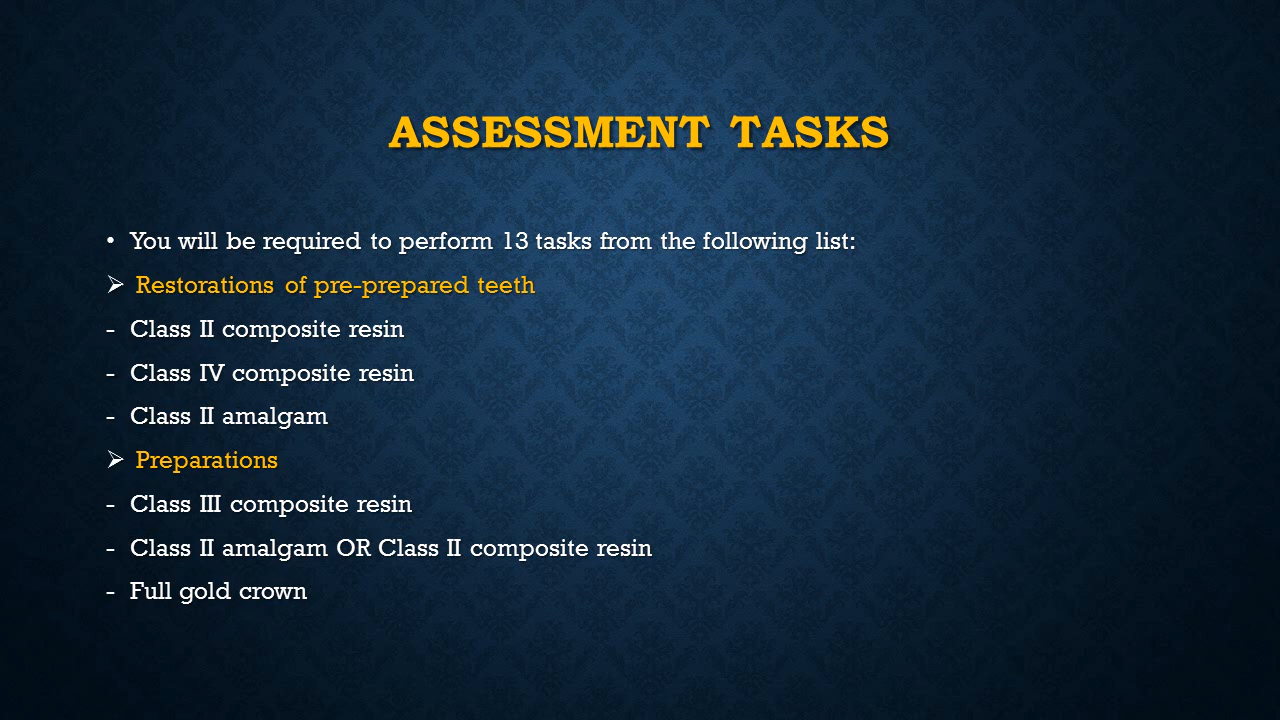 ASSESSMENT TASKS
• You will be required to perform 13 tasks from the following list:
➢ Restorations of pre-prepared teeth
- Class II composite resin
- Class IV composite resin
- Class II amalgam
➢ Preparations
- Class III composite resin
- Class II amalgam OR Class II composite resin
- Full gold crown